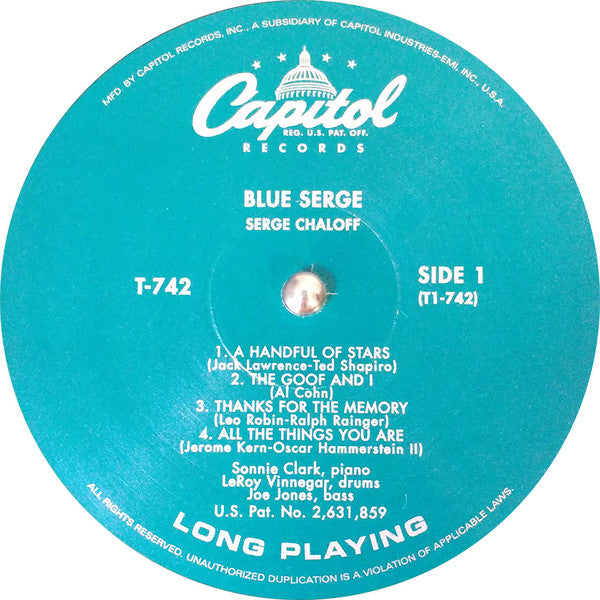 MFD. BY CAPITOL RECORDS, INC., A SUBSIDIARY OF CAPITOL INDUSTRIES-EMI, INC., U.S.A.
Capitol
REG. U.S. PAT. OFF.
RECORDS
BLUE SERGE
SERGE CHALOFF
T-742
SIDE 1
(T1-742)
1. A HANDFUL OF STARS
(Jack Lawrence-Ted Shapiro)
2. THE GOOF AND I
(Al Cohn)
3. THANKS FOR THE MEMORY
(Leo Robin-Ralph Rainger)
4. ALL THE THINGS YOU ARE
(Jerome Kern-Oscar Hammerstein II)
Sonnie Clark, piano
LeRoy Vinnegar, drums
Joe Jones, bass
U.S. Pat. No. 2,631,859
LONG PLAYING
ALL RIGHTS RESERVED. UNAUTHORIZED DUPLICATION IS A VIOLATION OF APPLICABLE LAWS.